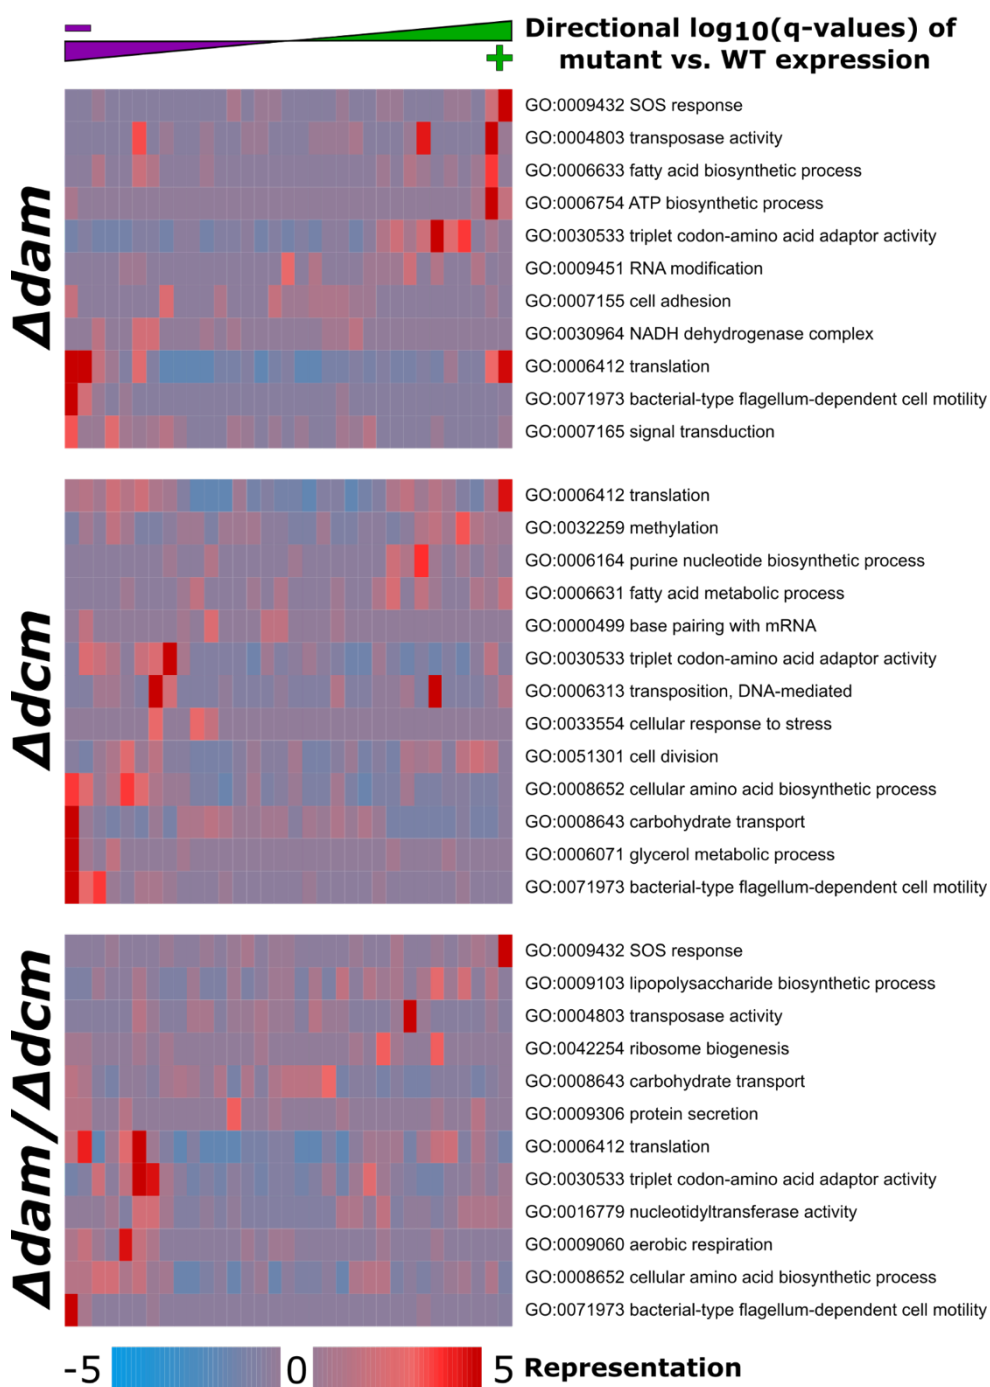 Directional log10(q-values) of
mutant vs. WT expression
Δdam
GO:0009432 SOS response
GO:0004803 transposase activity
GO:0006633 fatty acid biosynthetic process
GO:0006754 ATP biosynthetic process
GO:0030533 triplet codon-amino acid adaptor activity
GO:0009451 RNA modification
GO:0007155 cell adhesion
GO:0030964 NADH dehydrogenase complex
GO:0006412 translation
GO:0071973 bacterial-type flagellum-dependent cell motility
GO:0007165 signal transduction
Δdcm
GO:0006412 translation
GO:0032259 methylation
GO:0006164 purine nucleotide biosynthetic process
GO:0006631 fatty acid metabolic process
GO:0000499 base pairing with mRNA
GO:0030533 triplet codon-amino acid adaptor activity
GO:0006313 transposition, DNA-mediated
GO:0033554 cellular response to stress
GO:0051301 cell division
GO:0008652 cellular amino acid biosynthetic process
GO:0008643 carbohydrate transport
GO:0006071 glycerol metabolic process
GO:0071973 bacterial-type flagellum-dependent cell motility
Δdam/Δdcm
GO:0009432 SOS response
GO:0009103 lipopolysaccharide biosynthetic process
GO:0004803 transposase activity
GO:0042254 ribosome biogenesis
GO:0008643 carbohydrate transport
GO:0009306 protein secretion
GO:0006412 translation
GO:0030533 triplet codon-amino acid adaptor activity
GO:0016779 nucleotidyltransferase activity
GO:0009060 aerobic respiration
GO:0008652 cellular amino acid biosynthetic process
GO:0071973 bacterial-type flagellum-dependent cell motility
-5 0 5 Representation